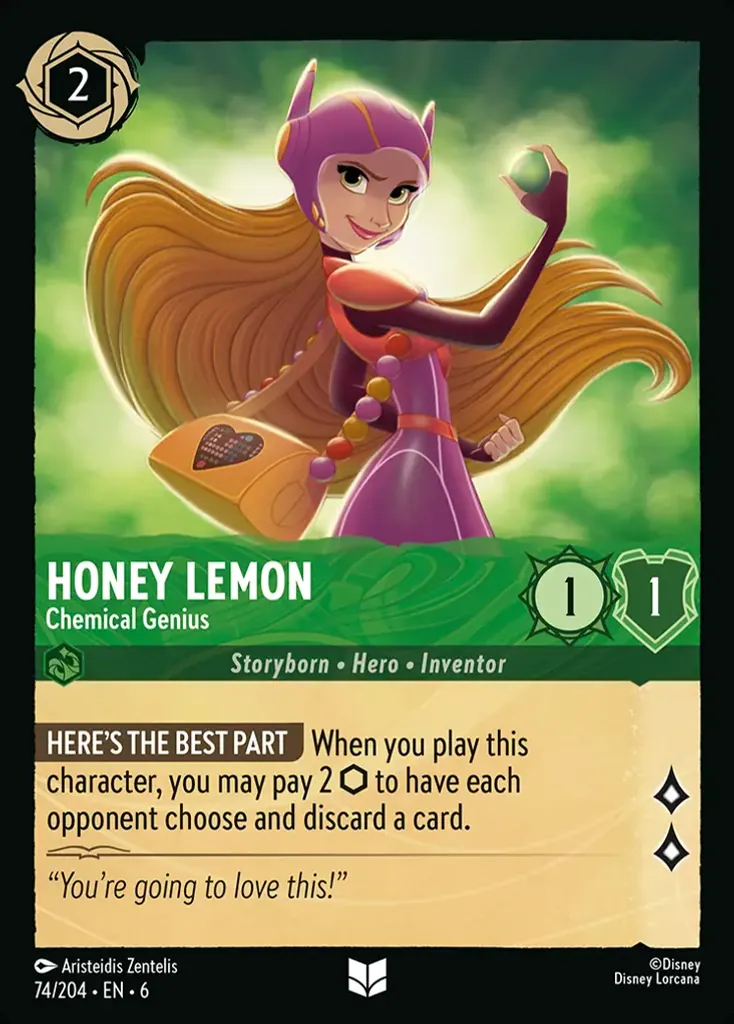 2
HONEY LEMON
Chemical Genius
1
1
Storyborn • Hero • Inventor
HERE'S THE BEST PART When you play this
character, you may pay 2 ⬡ to have each
opponent choose and discard a card.
“You're going to love this!”
Aristeidis Zentelis
74/204 • EN • 6
©Disney
Disney Lorcana